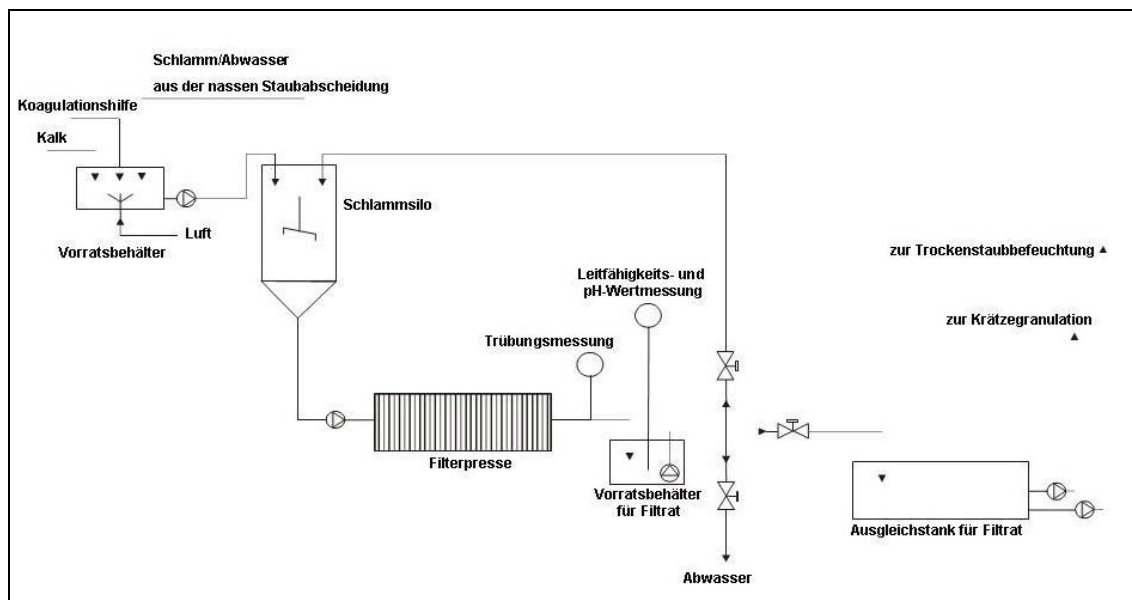 Schlamm/Abwasser
aus der nassen Staubabscheidung
Koagulationshilfe
Kalk
Schlammsilo
Luft
Vorratsbehälter
zur Trockenstaubbefeuchtung
Leitfähigkeits- und
pH-Wertmessung
zur Krätzegranulation
Trübungsmessung
Filterpresse
Vorratsbehälter
für Filtrat
Ausgleichstank für Filtrat
Abwasser